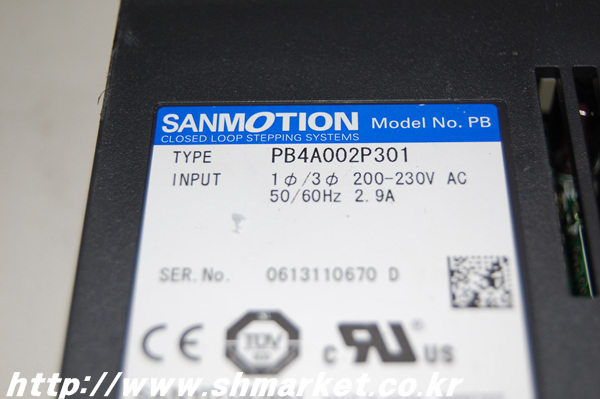 SANMOTION Model No. PB
CLOSED LOOP STEPPING SYSTEMS
TYPE PB4A002P301
INPUT 1φ/3φ 200-230V AC
50/60Hz 2.9A
SER.No. 0613110670 D
CE TÜV c RU US
http://www.shmarket.co.kr